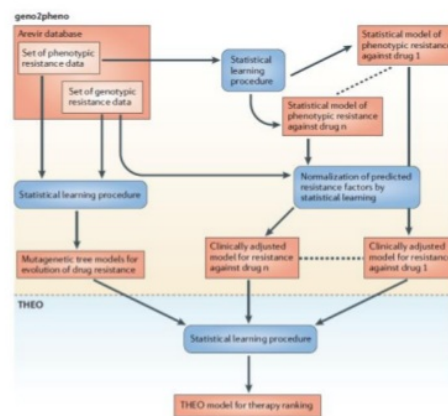 geno2pheno
Arevir database
Set of phenotypic
resistance data
Set of genotypic
resistance data
Statistical
learning
procedure
Statistical model of
phenotypic resistance
against drug 1
Statistical model of
phenotypic resistance
against drug n
Statistical learning procedure
Normalization of predicted
resistance factors by
statistical learning
Mutagenetic tree models for
evolution of drug resistance
Clinically adjusted
model for resistance
against drug n
Clinically adjusted
model for resistance
against drug 1
THEO
Statistical learning procedure
THEO model for therapy ranking